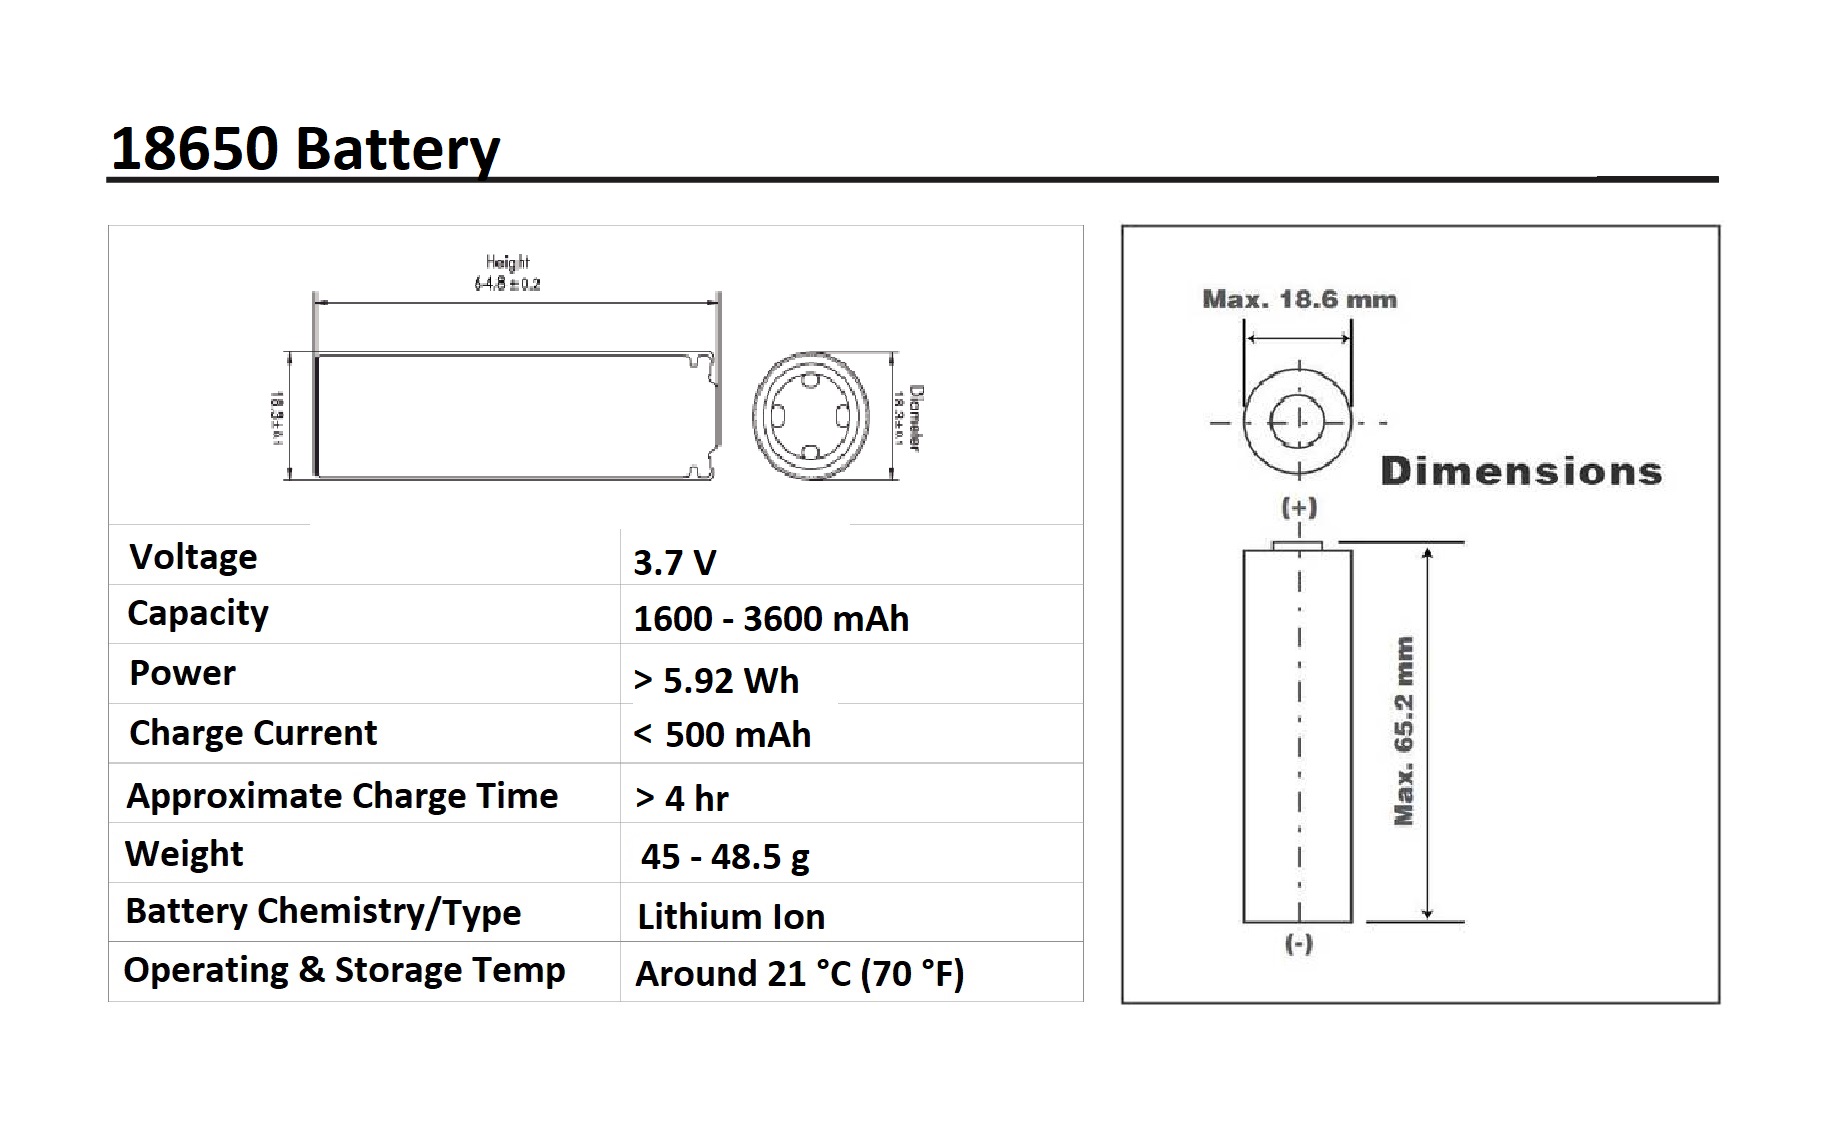 18650 Battery
Height
64.8 ± 0.2
18.3 ± 0.1
Diameter
18.3 ± 0.1
Voltage 3.7 V
Capacity 1600 - 3600 mAh
Power > 5.92 Wh
Charge Current < 500 mAh
Approximate Charge Time > 4 hr
Weight 45 - 48.5 g
Battery Chemistry/Type Lithium Ion
Operating & Storage Temp Around 21 °C (70 °F)
Max. 18.6 mm
Dimensions
(+)
Max. 65.2 mm
(-)